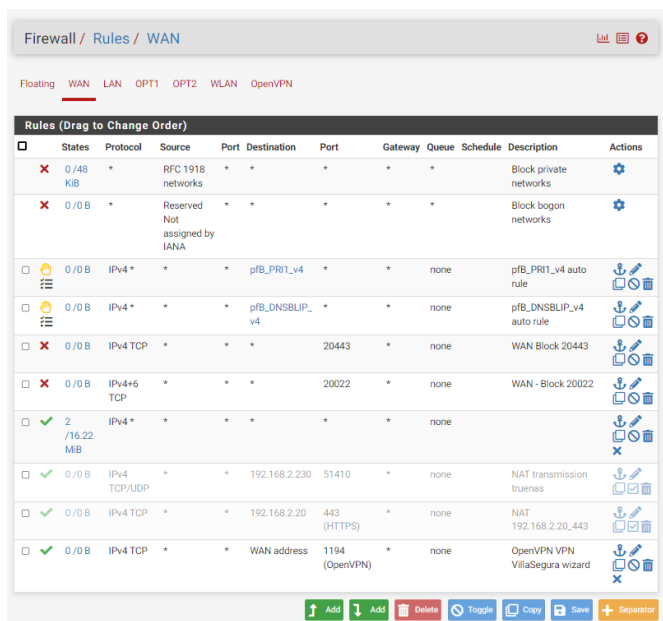 Firewall / Rules / WAN
Floating WAN LAN OPT1 OPT2 WLAN OpenVPN
Rules (Drag to Change Order)
States Protocol Source Port Destination Port Gateway Queue Schedule Description Actions
0 /48 * RFC 1918 * * * * * Block private
KiB networks networks
0 /0 B * Reserved * * * * * Block bogon
Not networks
assigned by
IANA
0 /0 B IPv4 * * * pfB_PRI1_v4 * * none pfB_PRI1_v4 auto
rule
0 /0 B IPv4 * * * pfB_DNSBLIP_ * * none pfB_DNSBLIP_v4
v4 auto rule
0 /0 B IPv4 TCP * * * 20443 * none WAN Block 20443
0 /0 B IPv4+6 * * * 20022 * none WAN - Block 20022
TCP
2 IPv4 * * * * * * none
/16.22
MiB
0 /0 B IPv4 * * 192.168.2.230 51410 * none NAT transmission
TCP/UDP truenas
0 /0 B IPv4 TCP * * 192.168.2.20 443 * none NAT
(HTTPS) 192.168.2.20_443
0 /0 B IPv4 TCP * * WAN address 1194 * none OpenVPN VPN
(OpenVPN) VillaSegura wizard
Add Add Delete Toggle Copy Save Separator